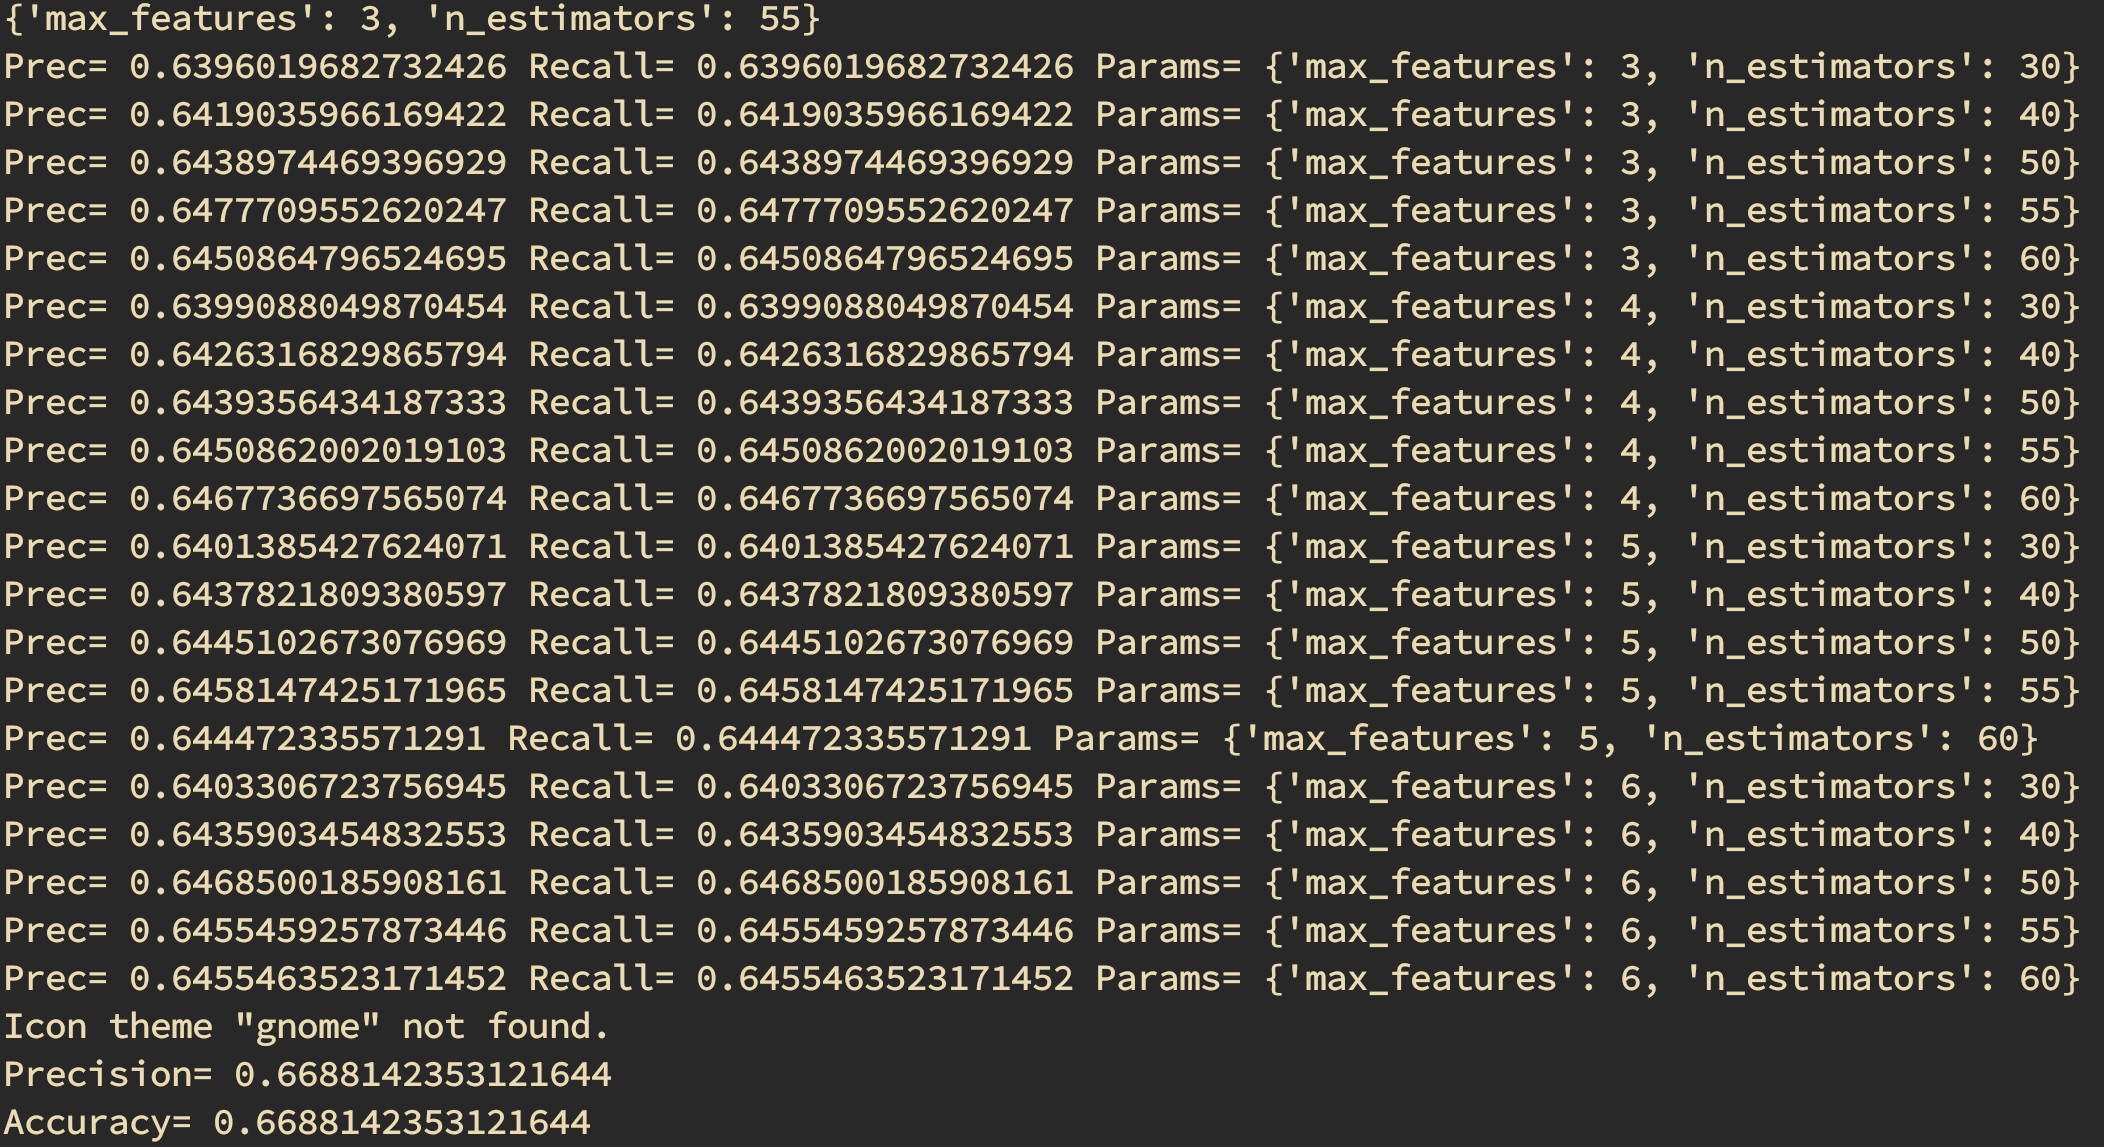 {'max_features': 3, 'n_estimators': 55}
Prec= 0.6396019682732426 Recall= 0.6396019682732426 Params= {'max_features': 3, 'n_estimators': 30}
Prec= 0.6419035966169422 Recall= 0.6419035966169422 Params= {'max_features': 3, 'n_estimators': 40}
Prec= 0.6438974469396929 Recall= 0.6438974469396929 Params= {'max_features': 3, 'n_estimators': 50}
Prec= 0.6477709552620247 Recall= 0.6477709552620247 Params= {'max_features': 3, 'n_estimators': 55}
Prec= 0.6450864796524695 Recall= 0.6450864796524695 Params= {'max_features': 3, 'n_estimators': 60}
Prec= 0.6399088049870454 Recall= 0.6399088049870454 Params= {'max_features': 4, 'n_estimators': 30}
Prec= 0.6426316829865794 Recall= 0.6426316829865794 Params= {'max_features': 4, 'n_estimators': 40}
Prec= 0.6439356434187333 Recall= 0.6439356434187333 Params= {'max_features': 4, 'n_estimators': 50}
Prec= 0.6450862002019103 Recall= 0.6450862002019103 Params= {'max_features': 4, 'n_estimators': 55}
Prec= 0.6467736697565074 Recall= 0.6467736697565074 Params= {'max_features': 4, 'n_estimators': 60}
Prec= 0.6401385427624071 Recall= 0.6401385427624071 Params= {'max_features': 5, 'n_estimators': 30}
Prec= 0.6437821809380597 Recall= 0.6437821809380597 Params= {'max_features': 5, 'n_estimators': 40}
Prec= 0.6445102673076969 Recall= 0.6445102673076969 Params= {'max_features': 5, 'n_estimators': 50}
Prec= 0.6458147425171965 Recall= 0.6458147425171965 Params= {'max_features': 5, 'n_estimators': 55}
Prec= 0.644472335571291 Recall= 0.644472335571291 Params= {'max_features': 5, 'n_estimators': 60}
Prec= 0.6403306723756945 Recall= 0.6403306723756945 Params= {'max_features': 6, 'n_estimators': 30}
Prec= 0.6435903454832553 Recall= 0.6435903454832553 Params= {'max_features': 6, 'n_estimators': 40}
Prec= 0.6468500185908161 Recall= 0.6468500185908161 Params= {'max_features': 6, 'n_estimators': 50}
Prec= 0.6455459257873446 Recall= 0.6455459257873446 Params= {'max_features': 6, 'n_estimators': 55}
Prec= 0.6455463523171452 Recall= 0.6455463523171452 Params= {'max_features': 6, 'n_estimators': 60}
Icon theme "gnome" not found.
Precision= 0.6688142353121644
Accuracy= 0.6688142353121644